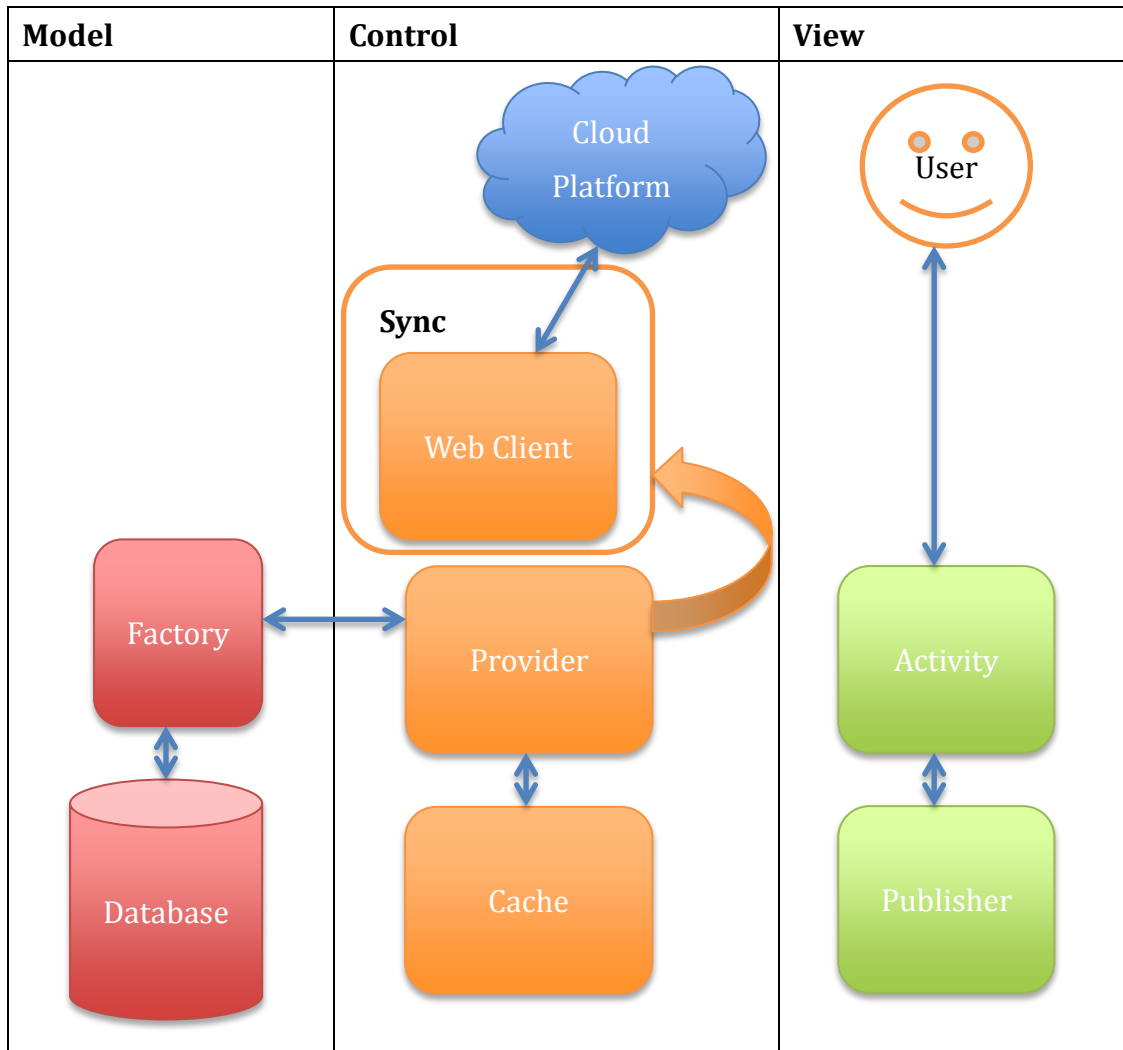 Model
Control
View
Cloud
Platform
User
Sync
Web Client
Factory
Provider
Activity
Database
Cache
Publisher